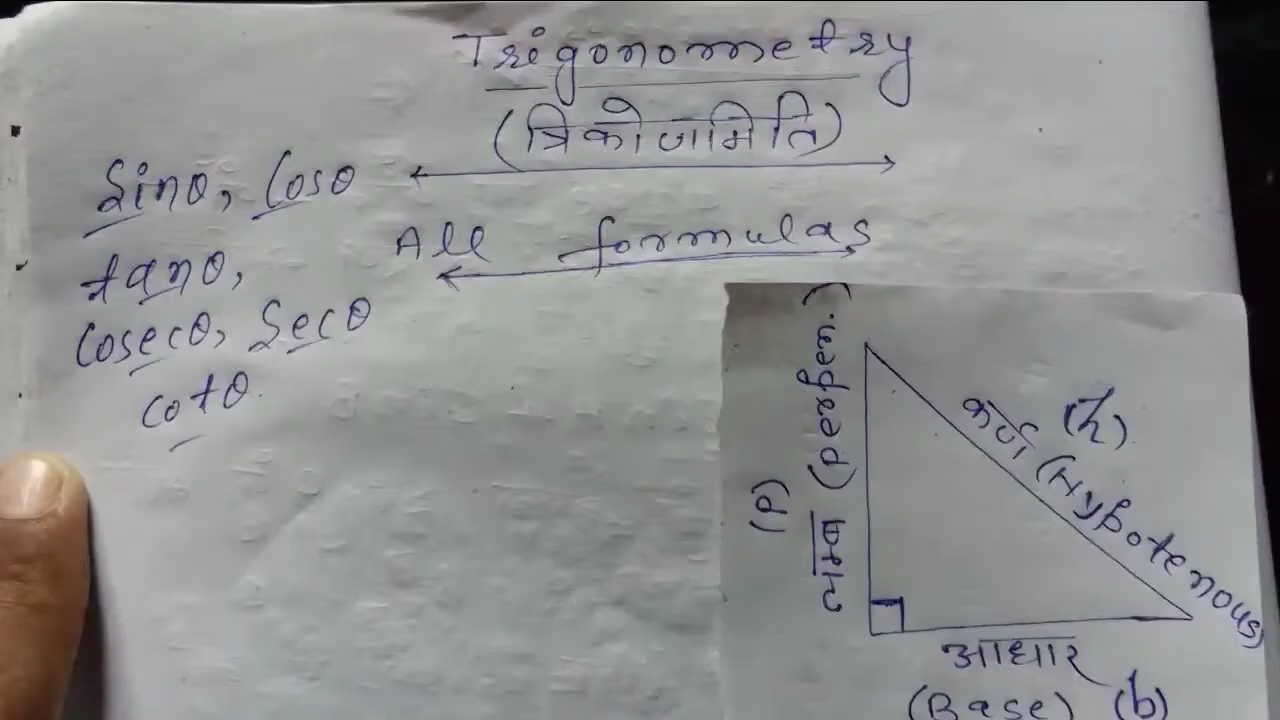 Trigonometry
(त्रिकोणमिति)
Sinθ, Cosθ
All formulas
tanθ,
Cosecθ, Secθ
cotθ.
लम्ब (perpen.)
(p)
कर्ण (Hypotenous)
(h)
आधार
(Base) (b)